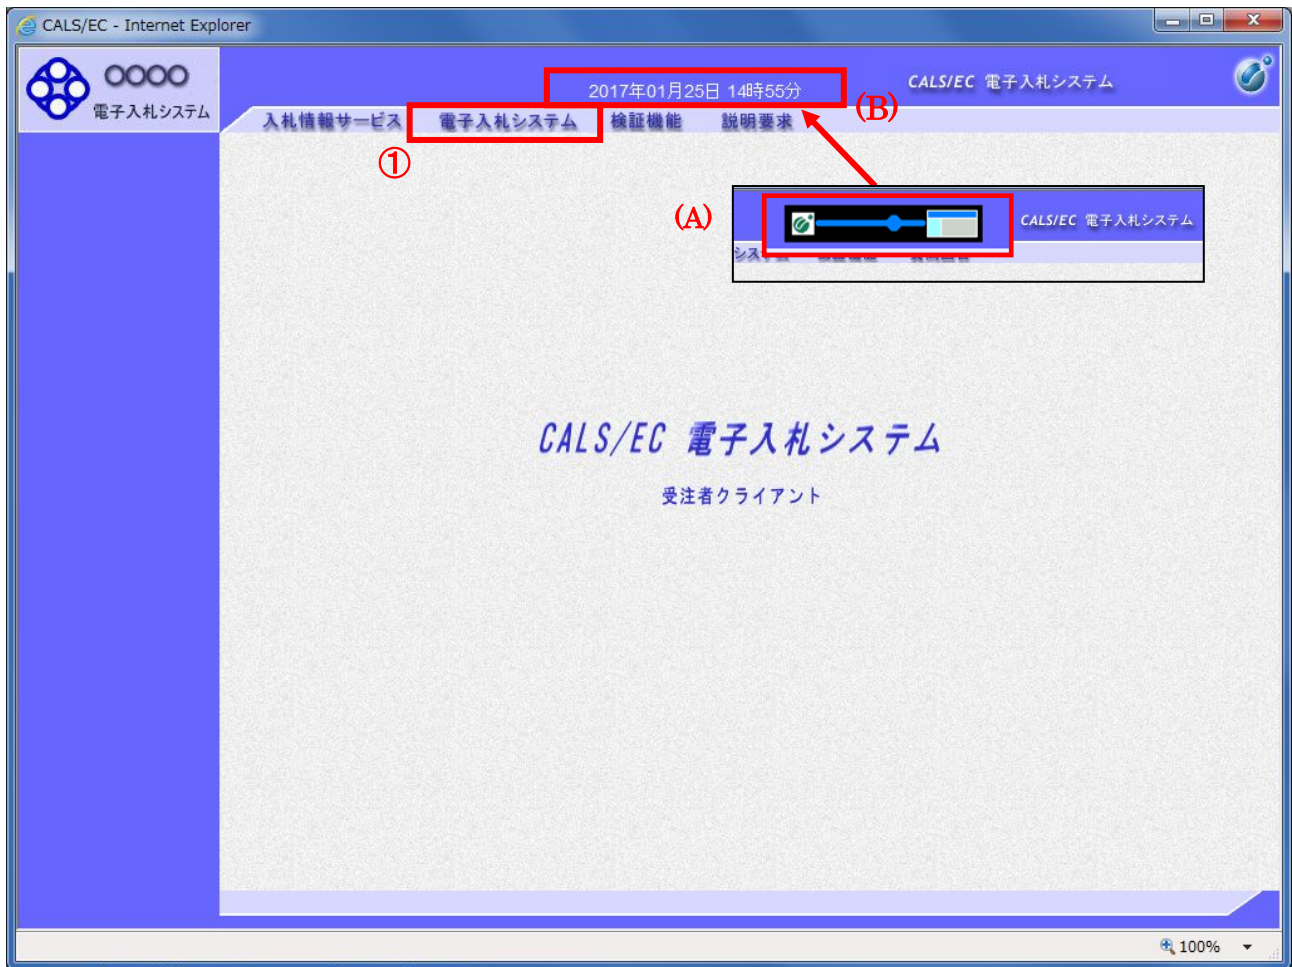 CALS/EC - Internet Explorer
○○○○
電子入札システム
2017年01月25日 14時55分
CALS/EC 電子入札システム
(B)
入札情報サービス 電子入札システム 検証機能 説明要求
①
(A)
CALS/EC 電子入札システム
CALS/EC 電子入札システム
受注者クライアント
100%